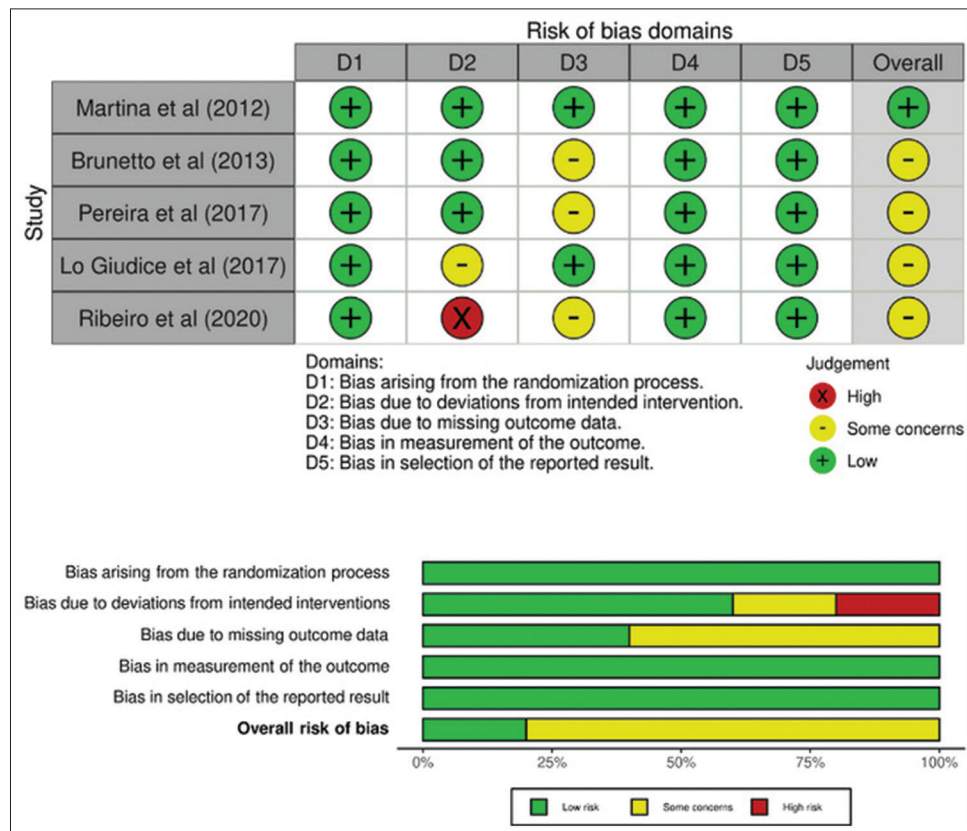 Risk of bias domains
D1 D2 D3 D4 D5 Overall
Study
Martina et al (2012) + + + + + +
Brunetto et al (2013) + + - + + -
Pereira et al (2017) + + - + + -
Lo Giudice et al (2017) + - + + + -
Ribeiro et al (2020) + X - + + -
Domains:
D1: Bias arising from the randomization process.
D2: Bias due to deviations from intended intervention.
D3: Bias due to missing outcome data.
D4: Bias in measurement of the outcome.
D5: Bias in selection of the reported result.
Judgement
X High
- Some concerns
+ Low
Bias arising from the randomization process
Bias due to deviations from intended interventions
Bias due to missing outcome data
Bias in measurement of the outcome
Bias in selection of the reported result
Overall risk of bias
0% 25% 50% 75% 100%
Low risk Some concerns High risk